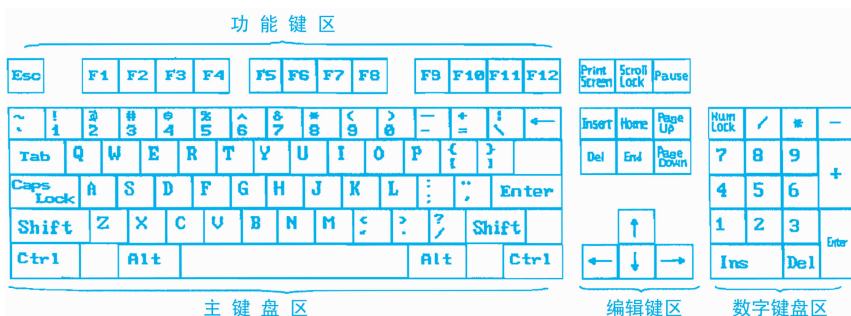 功 能 键 区
Esc F1 F2 F3 F4 F5 F6 F7 F8 F9 F10 F11 F12 Print Screen Scroll Lock Pause
~ ` ! 1 @ 2 # 3 $ 4 % 5 ^ 6 & 7 * 8 ( 9 ) 0 — - + = | \ ← Insert Home Page Up Num Lock / * -
Tab Q W E R T Y U I O P { [ } ] Del End Page Down 7 8 9 +
Caps Lock A S D F G H J K L : ; " , Enter 4 5 6
Shift Z X C V B N M < , > . ? / Shift ↑ 1 2 3 Enter
Ctrl Alt Alt Ctrl ← ↓ → Ins Del
主 键 盘 区 编辑键区 数字键盘区